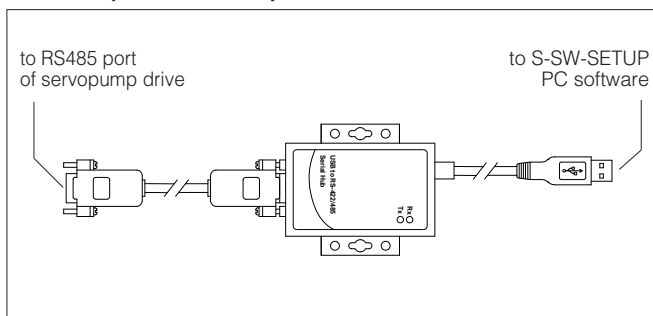 to RS485 port
of servopump drive
to S-SW-SETUP
PC software
USB to RS-422/485
Serial Hub
Rx
Tx